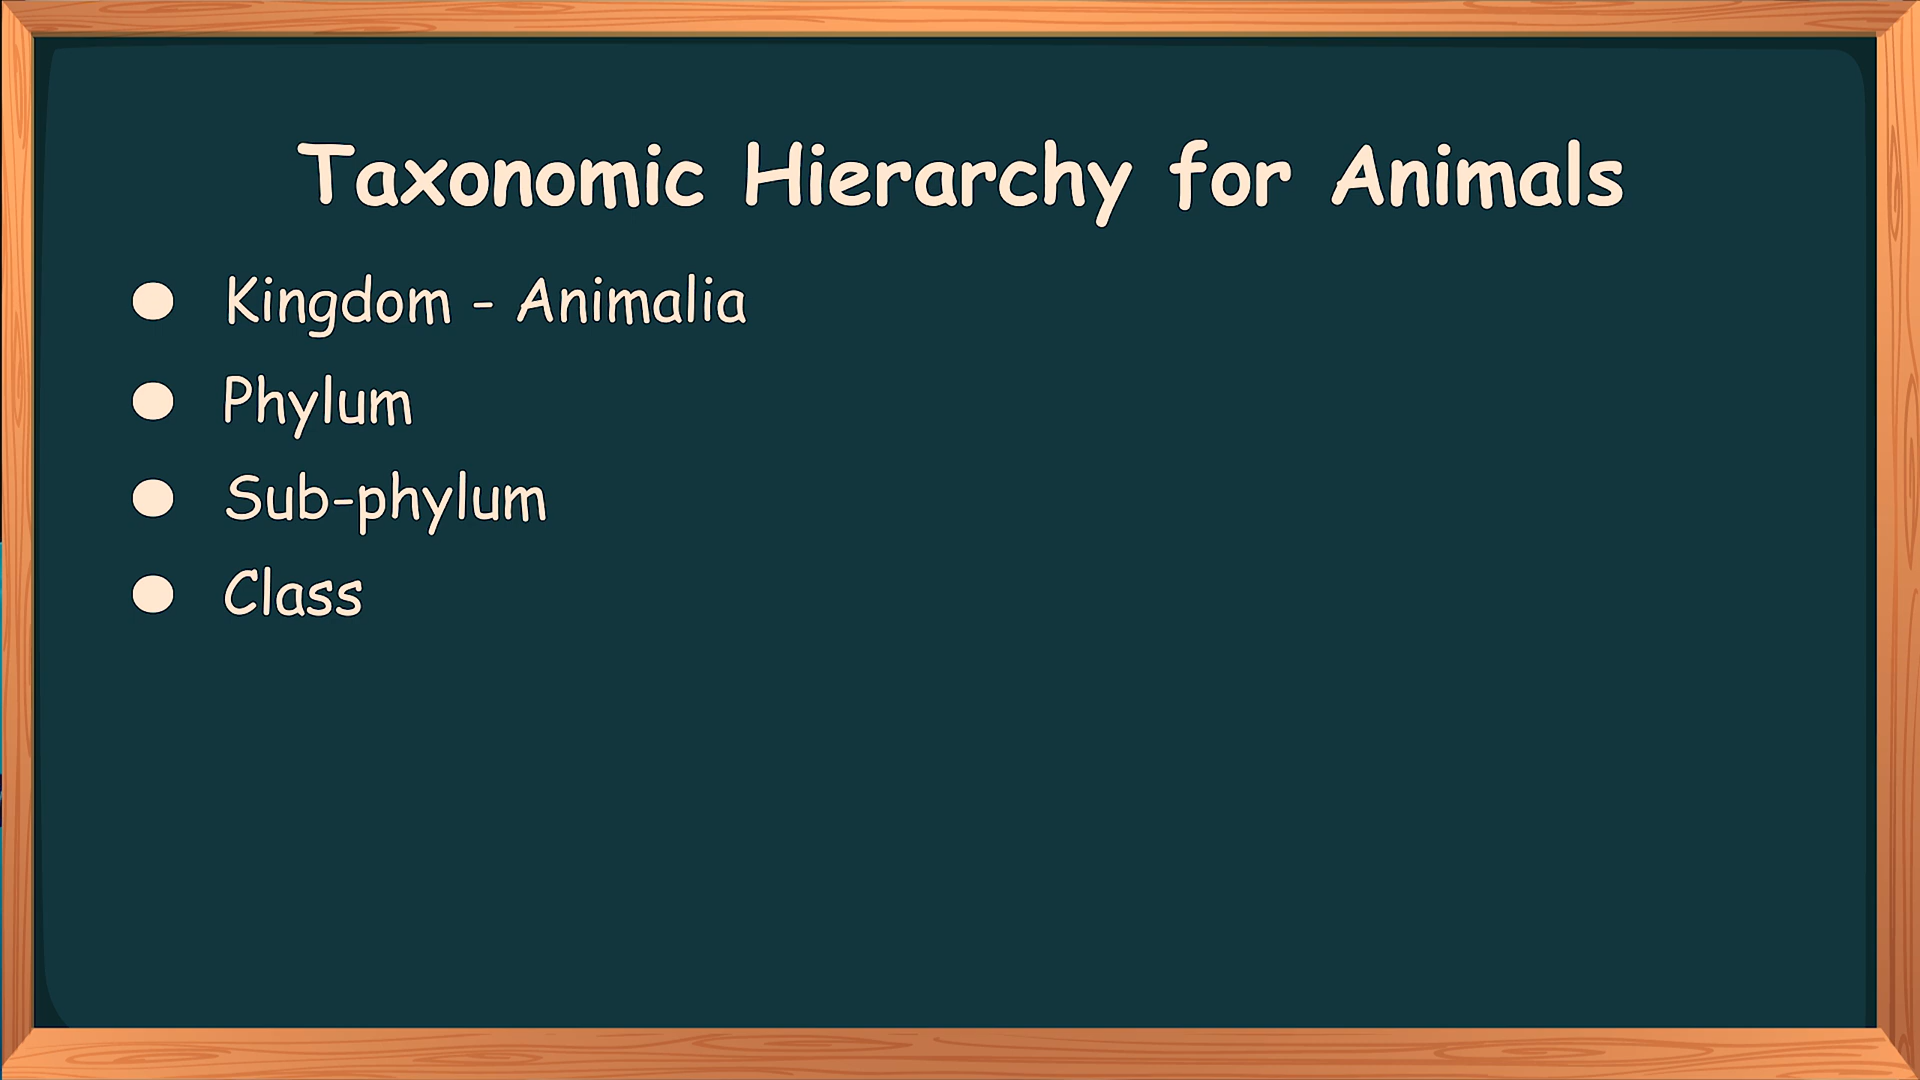 Taxonomic Hierarchy for Animals
● Kingdom - Animalia
● Phylum
● Sub-phylum
● Class